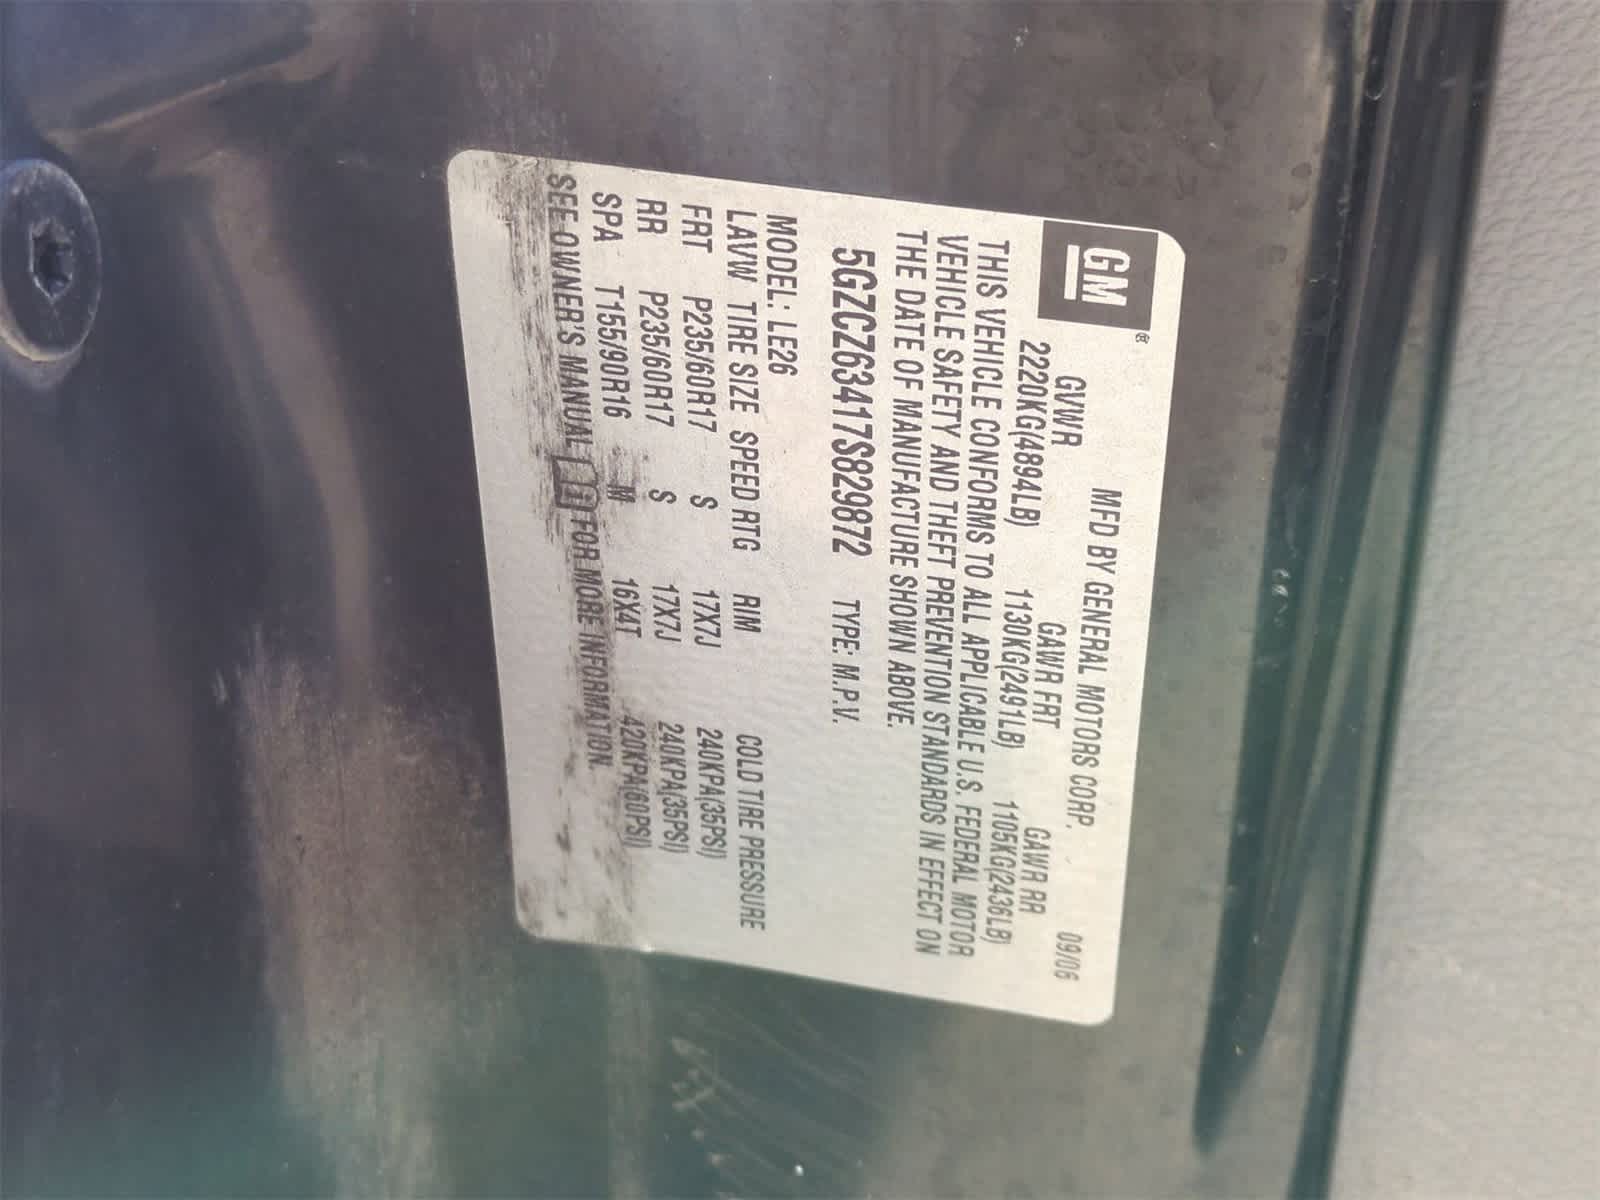 GM®
MFD BY GENERAL MOTORS CORP. 09/06
GVWR GAWR FRT GAWR RR
2220KG(4894LB) 1130KG(2491LB) 1105KG(2436LB)
THIS VEHICLE CONFORMS TO ALL APPLICABLE U.S. FEDERAL MOTOR
VEHICLE SAFETY AND THEFT PREVENTION STANDARDS IN EFFECT ON
THE DATE OF MANUFACTURE SHOWN ABOVE.
5GZCZ63417S829872 TYPE: M.P.V.
MODEL: LE26
LAVW TIRE SIZE SPEED RTG RIM COLD TIRE PRESSURE
FRT P235/60R17 S 17X7J 240KPA(35PSI)
RR P235/60R17 S 17X7J 240KPA(35PSI)
SPA T155/90R16 M 16X4T 420KPA(60PSI)
SEE OWNER'S MANUAL FOR MORE INFORMATION.